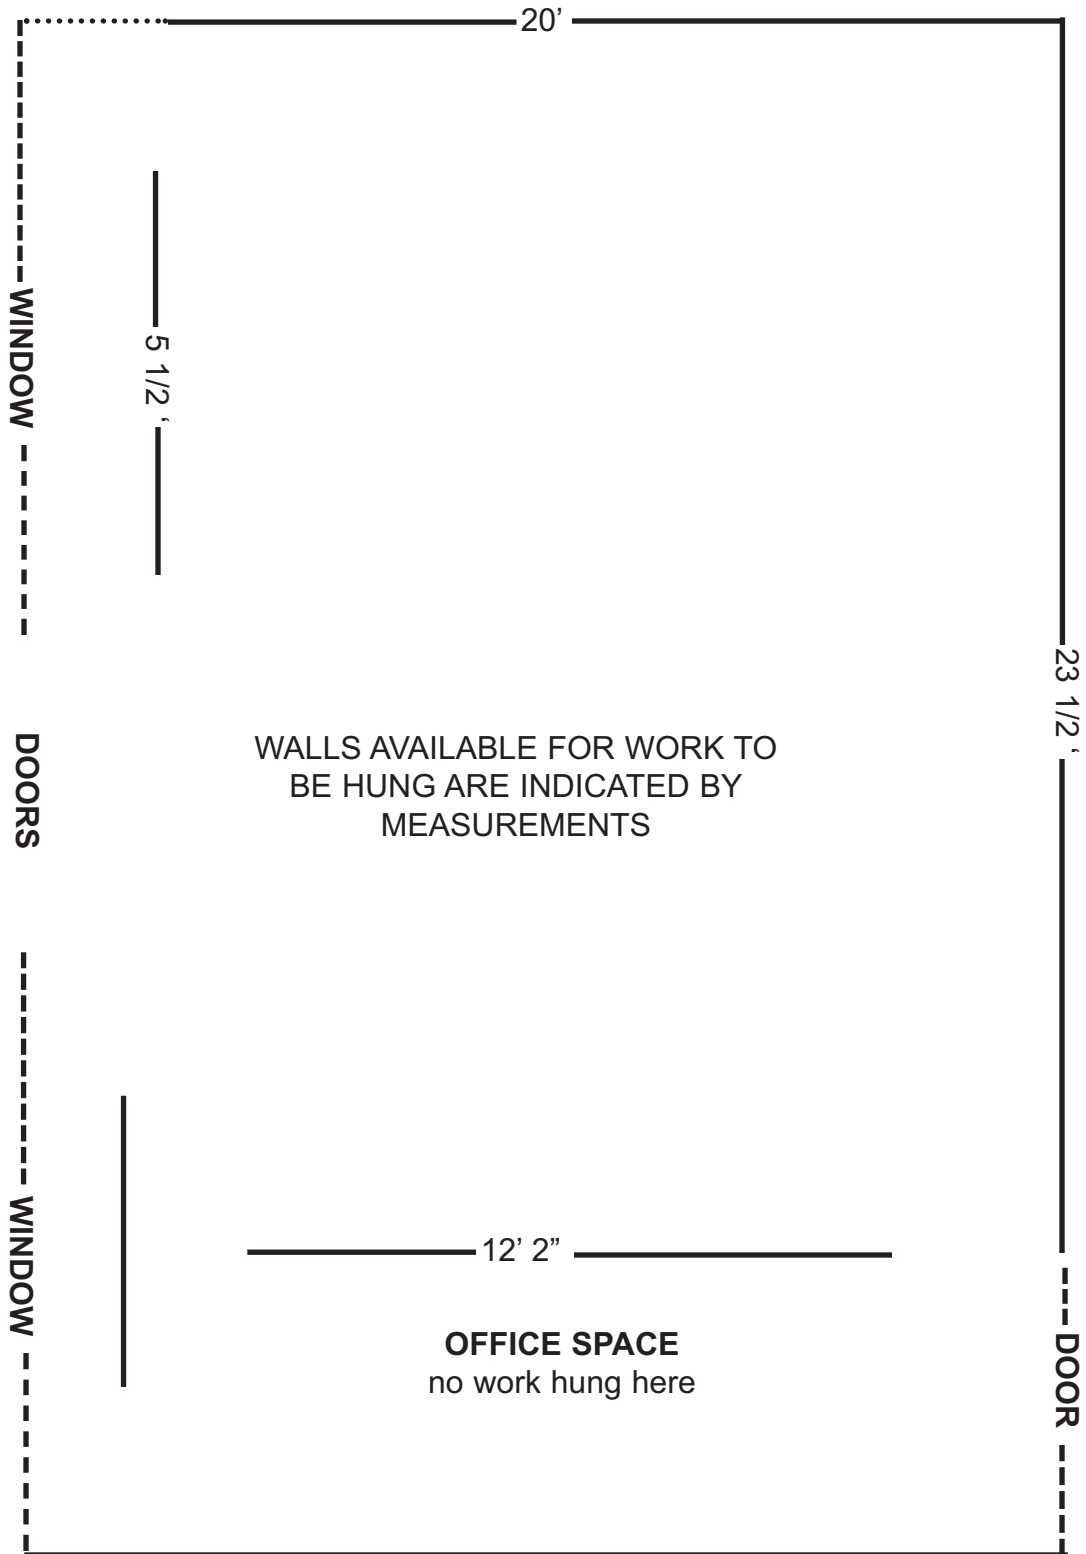 20’
WINDOW
5 1/2 ‘
23 1/2 ‘
DOORS
WALLS AVAILABLE FOR WORK TO
BE HUNG ARE INDICATED BY
MEASUREMENTS
WINDOW
12’ 2”
OFFICE SPACE
no work hung here
DOOR